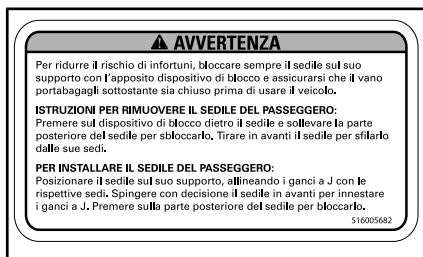 AVVERTENZA
Per ridurre il rischio di infortuni, bloccare sempre il sedile sul suo
supporto con l'apposito dispositivo di blocco e assicurarsi che il vano
portabagagli sottostante sia chiuso prima di usare il veicolo.
ISTRUZIONI PER RIMUOVERE IL SEDILE DEL PASSEGGERO:
Premere sul dispositivo di blocco dietro il sedile e sollevare la parte
posteriore del sedile per sbloccarlo. Tirare in avanti il sedile per sfilarlo
dalle sue sedi.
PER INSTALLARE IL SEDILE DEL PASSEGGERO:
Posizionare il sedile sul suo supporto, allineando i ganci a J con le
rispettive sedi. Spingere con decisione il sedile in avanti per innestare
i ganci a J. Premere sulla parte posteriore del sedile per bloccarlo.
516005682